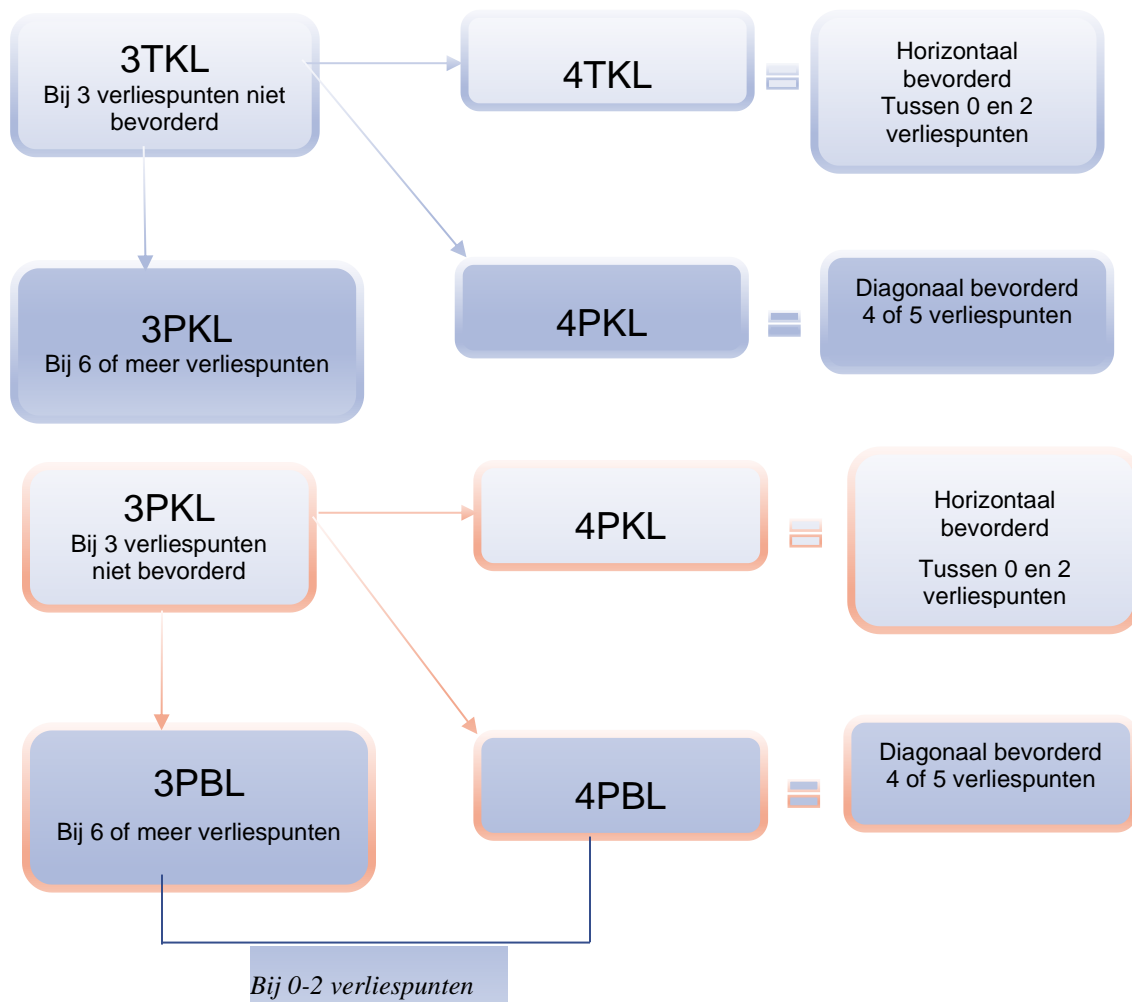 3TKL
Bij 3 verliespunten niet
bevorderd
4TKL
Horizontaal
bevorderd
Tussen 0 en 2
verliespunten
3PKL
Bij 6 of meer verliespunten
4PKL
Diagonaal bevorderd
4 of 5 verliespunten
3PKL
Bij 3 verliespunten
niet bevorderd
4PKL
Horizontaal
bevorderd
Tussen 0 en 2
verliespunten
3PBL
Bij 6 of meer verliespunten
4PBL
Diagonaal bevorderd
4 of 5 verliespunten
Bij 0-2 verliespunten